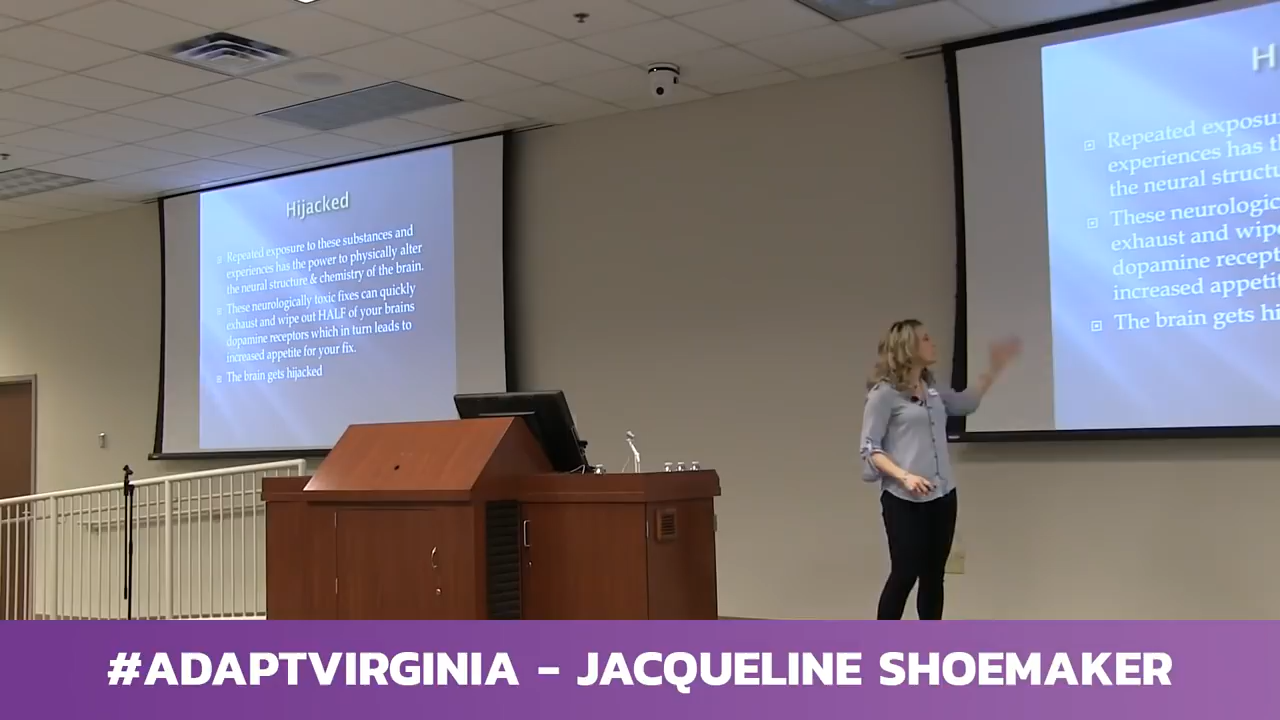 Hijacked
Repeated exposure to these substances and
experiences has the power to physically alter
the neural structure & chemistry of the brain.
These neurologically toxic fixes can quickly
exhaust and wipe out HALF of your brains
dopamine receptors which in turn leads to
increased appetite for your fix.
The brain gets hijacked
H
Repeated exposu
experiences has t
the neural structu
These neurologic
exhaust and wipe
dopamine recept
increased appetit
The brain gets hi
#ADAPTVIRGINIA - JACQUELINE SHOEMAKER